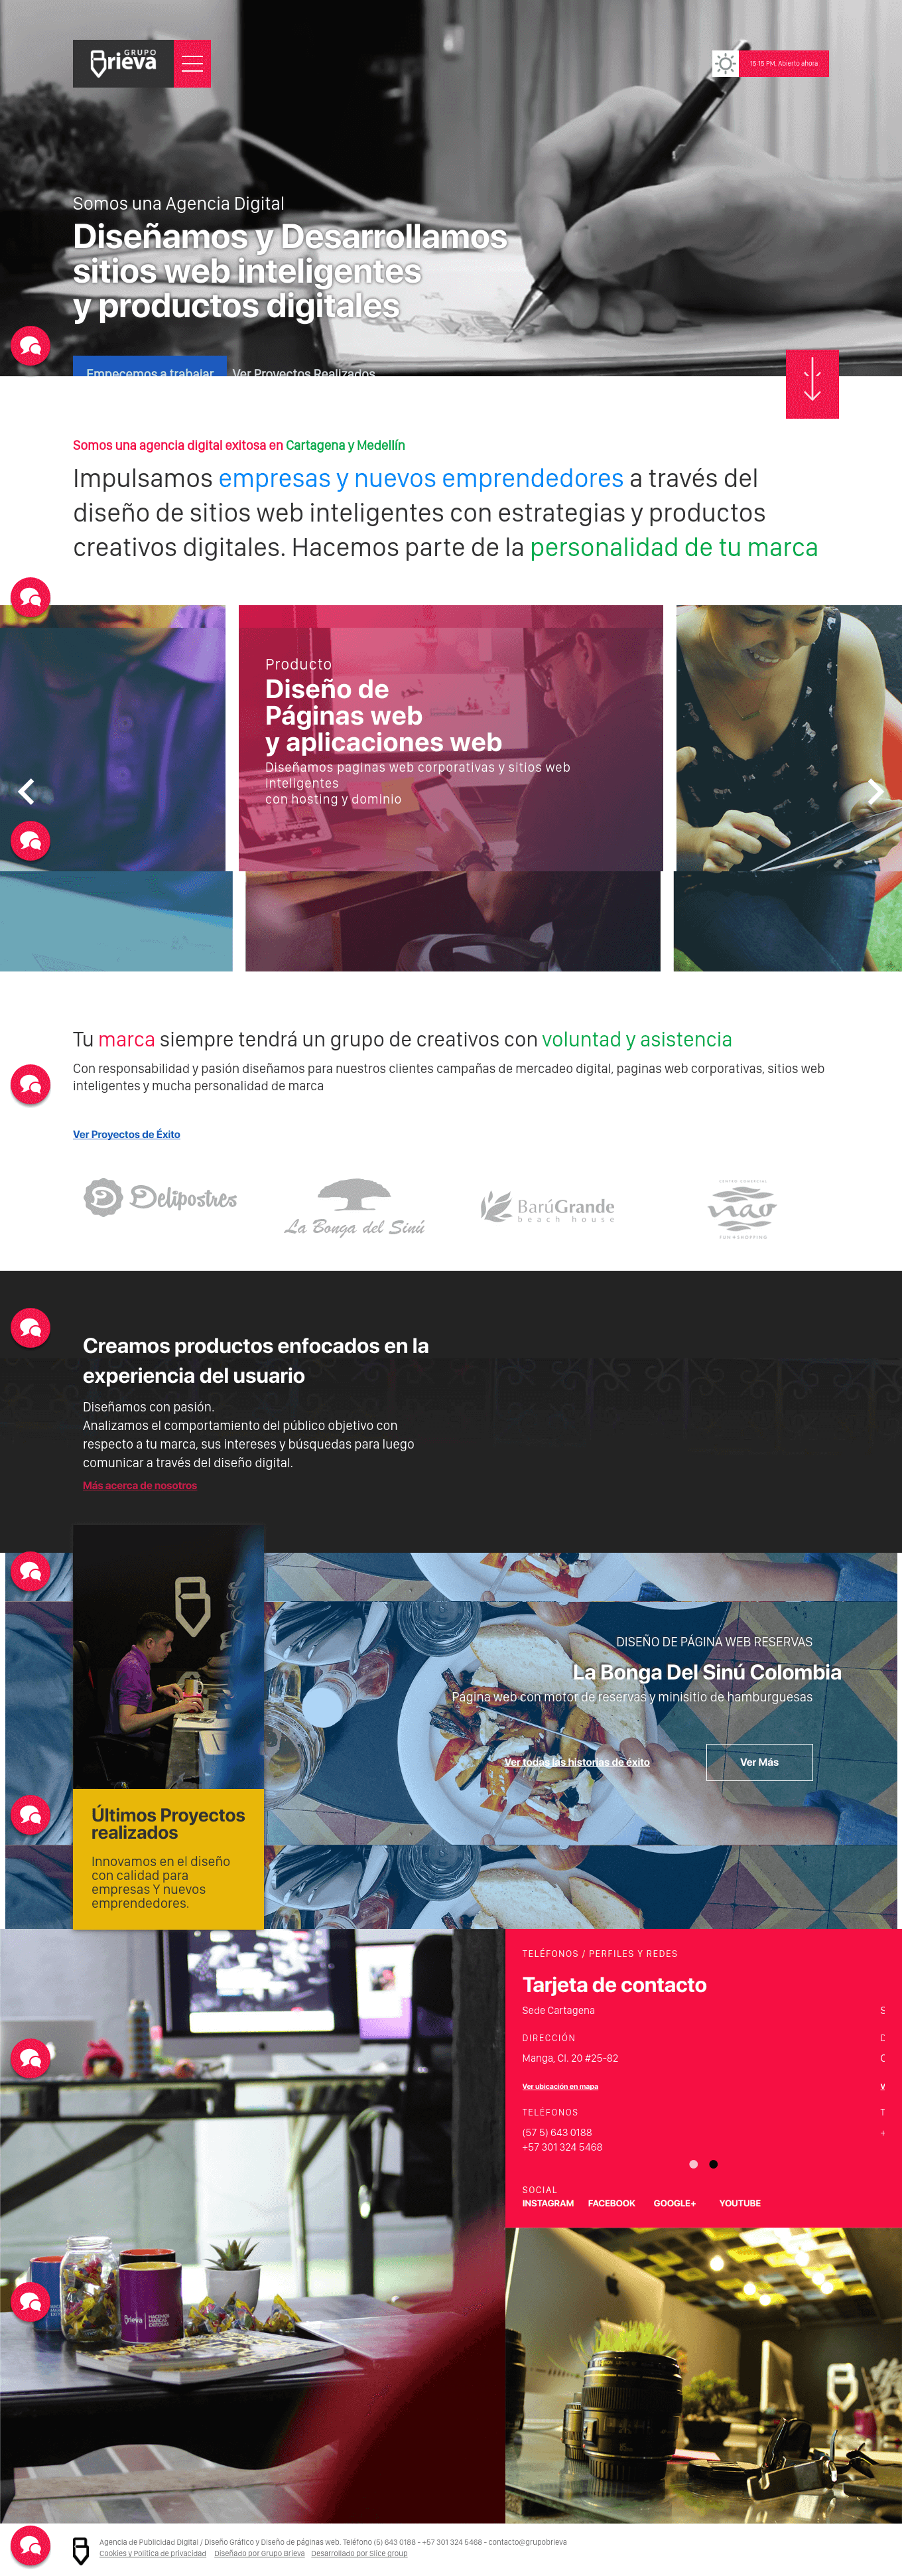 GRUPO
Brieva
15:15 PM. Abierto ahora
Somos una Agencia Digital
Diseñamos y Desarrollamos
sitios web inteligentes
y productos digitales
Empecemos a trabajar Ver Proyectos Realizados
Somos una agencia digital exitosa en Cartagena y Medellín
Impulsamos empresas y nuevos emprendedores a través del
diseño de sitios web inteligentes con estrategias y productos
creativos digitales. Hacemos parte de la personalidad de tu marca
Producto
Diseño de
Páginas web
y aplicaciones web
Diseñamos paginas web corporativas y sitios web
inteligentes
con hosting y dominio
Tu marca siempre tendrá un grupo de creativos con voluntad y asistencia
Con responsabilidad y pasión diseñamos para nuestros clientes campañas de mercadeo digital, paginas web corporativas, sitios web
inteligentes y mucha personalidad de marca
Ver Proyectos de Éxito
D Delipostres
La Bonga del Sinú
BarúGrande
beach house
CENTRO COMERCIAL
nao
FUN + SHOPPING
Creamos productos enfocados en la
experiencia del usuario
Diseñamos con pasión.
Analizamos el comportamiento del público objetivo con
respecto a tu marca, sus intereses y búsquedas para luego
comunicar a través del diseño digital.
Más acerca de nosotros
DISEÑO DE PÁGINA WEB RESERVAS
La Bonga Del Sinú Colombia
Página web con motor de reservas y minisitio de hamburguesas
Ver todas las historias de éxito
Ver Más
Últimos Proyectos
realizados
Innovamos en el diseño
con calidad para
empresas Y nuevos
emprendedores.
TELÉFONOS / PERFILES Y REDES
Tarjeta de contacto
Sede Cartagena
DIRECCIÓN
Manga, Cl. 20 #25-82
Ver ubicación en mapa
TELÉFONOS
(57 5) 643 0188
+57 301 324 5468
SOCIAL
INSTAGRAM FACEBOOK GOOGLE+ YOUTUBE
Brieva
HACEMOS
MARCAS
EXITOSAS
Agencia de Publicidad Digital / Diseño Gráfico y Diseño de páginas web. Teléfono (5) 643 0188 - +57 301 324 5468 - contacto@grupobrieva
Cookies y Política de privacidad Diseñado por Grupo Brieva Desarrollado por Slice group